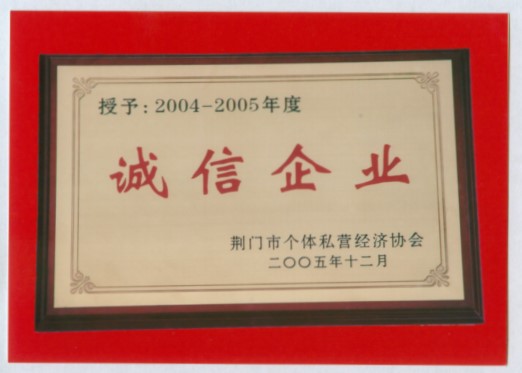 授予：2004-2005年度
诚信企业
荆门市个体私营经济协会
二〇〇五年十二月